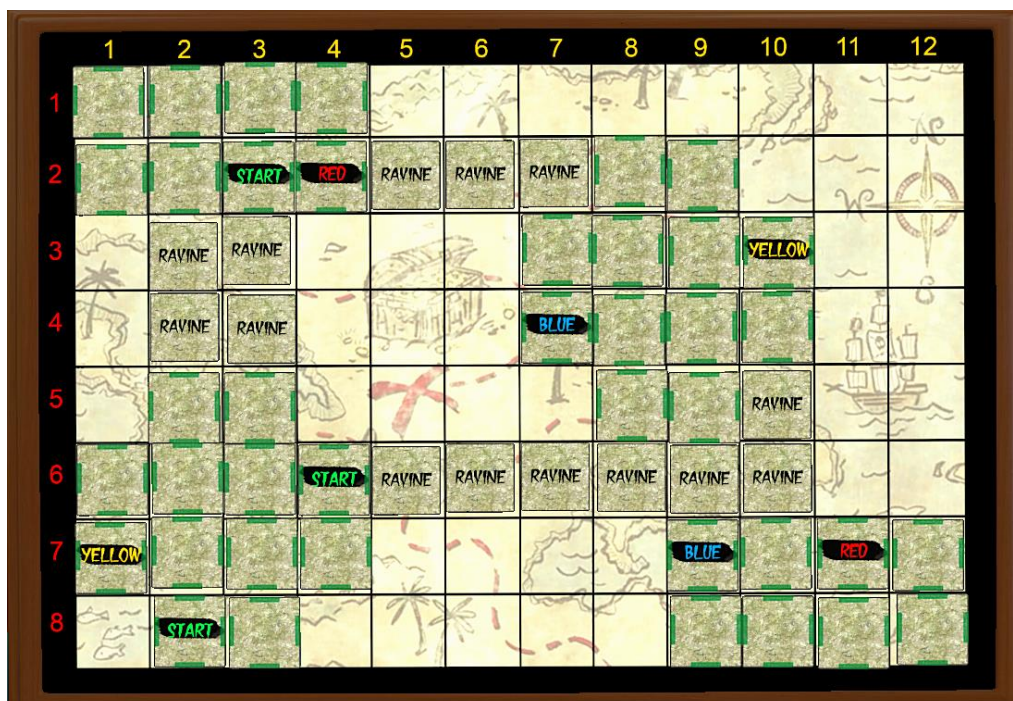 1 2 3 4 5 6 7 8 9 10 11 12
1
2 START RED RAVINE RAVINE RAVINE
3 RAVINE RAVINE YELLOW
4 RAVINE RAVINE BLUE
5 RAVINE
6 START RAVINE RAVINE RAVINE RAVINE RAVINE RAVINE
7 YELLOW BLUE RED
8 START
N
W
S